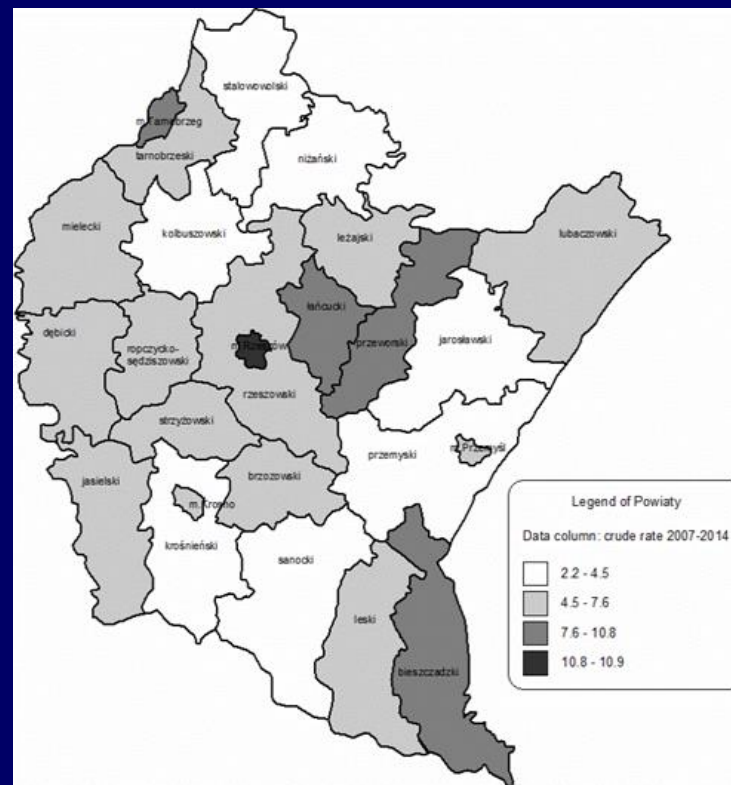 stalowowolski
m.Tarnobrzeg
tarnobrzeski
niżański
mielecki
kolbuszowski
leżajski
lubaczowski
łańcucki
dębicki
ropczycko-
sędziszowski
m.Rzeszów
przeworski
jarosławski
rzeszowski
strzyżowski
przemyski
m.Przemyśl
jasielski
brzozowski
m.Krosno
krośnieński
sanocki
leski
bieszczadzki
Legend of Powiaty
Data column: crude rate 2007-2014
2.2 - 4.5
4.5 - 7.6
7.6 - 10.8
10.8 - 10.9